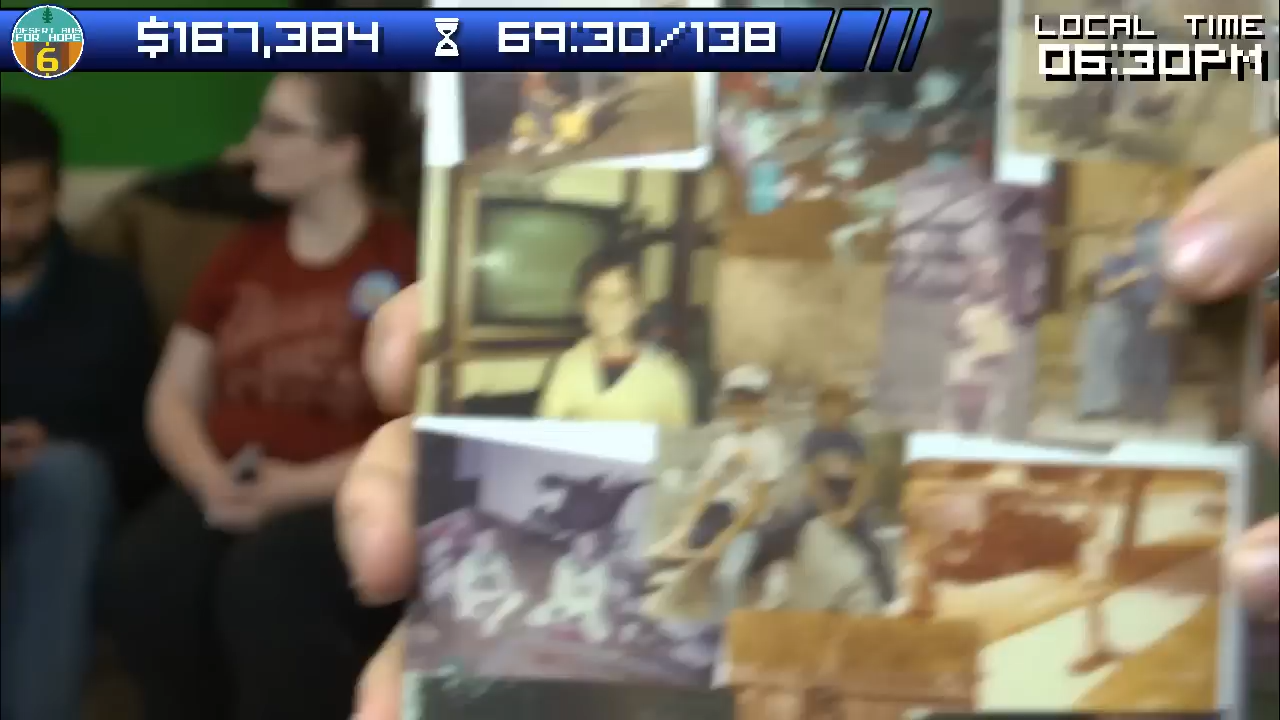 DESERT BUS
FOR HOPE
6
$167,384
69:30/138
LOCAL TIME
06:30PM